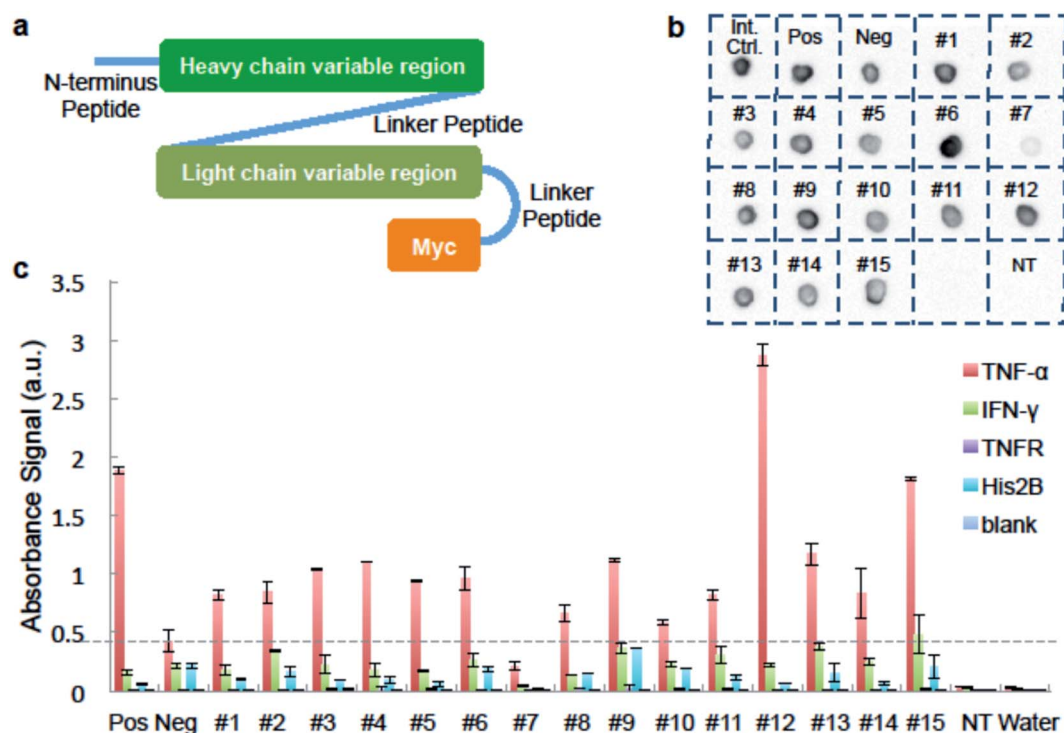 a
Heavy chain variable region
N-terminus
Peptide
Linker Peptide
Light chain variable region
Linker
Peptide
Myc
b
Int.
Ctrl.
Pos
Neg
#1
#2
#3
#4
#5
#6
#7
#8
#9
#10
#11
#12
#13
#14
#15
NT
c
Absorbance Signal (a.u.)
3.5
3
2.5
2
1.5
1
0.5
0
TNF-α
IFN-γ
TNFR
His2B
blank
Pos Neg #1 #2 #3 #4 #5 #6 #7 #8 #9 #10 #11 #12 #13 #14 #15 NT Water